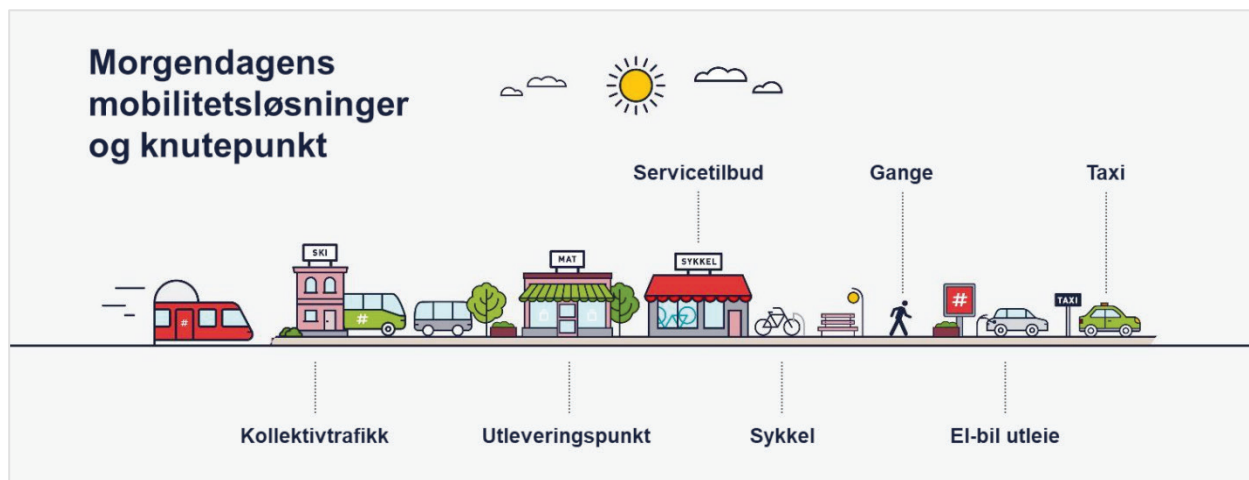 Morgendagens
mobilitetsløsninger
og knutepunkt
Servicetilbud
Gange
Taxi
SKI
MAT
SYKKEL
#
TAXI
#
#
Kollektivtrafikk
Utleveringspunkt
Sykkel
El-bil utleie